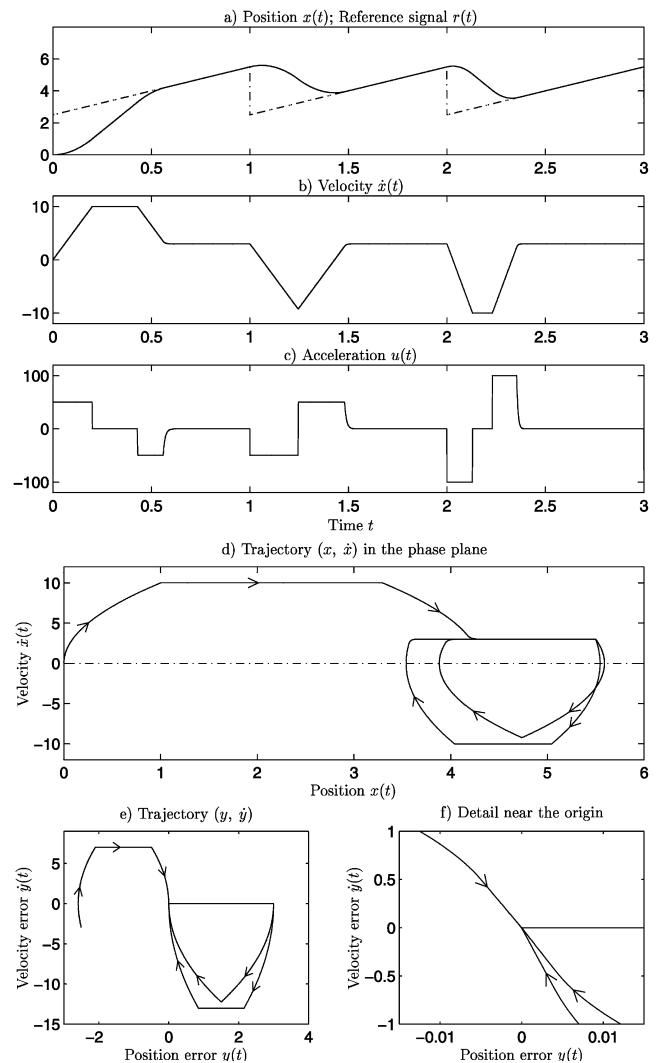 a) Position x(t); Reference signal r(t)
6
4
2
0
0 0.5 1 1.5 2 2.5 3
b) Velocity ẋ(t)
10
0
−10
0 0.5 1 1.5 2 2.5 3
c) Acceleration u(t)
100
0
−100
0 0.5 1 1.5 2 2.5 3
Time t
d) Trajectory (x, ẋ) in the phase plane
Velocity ẋ(t)
10
5
0
−5
−10
0 1 2 3 4 5 6
Position x(t)
e) Trajectory (y, ẏ)
Velocity error ẏ(t)
5
0
−5
−10
−15
−2 0 2 4
Position error y(t)
f) Detail near the origin
Velocity error ẏ(t)
1
0.5
0
−0.5
−1
−0.01 0 0.01
Position error y(t)